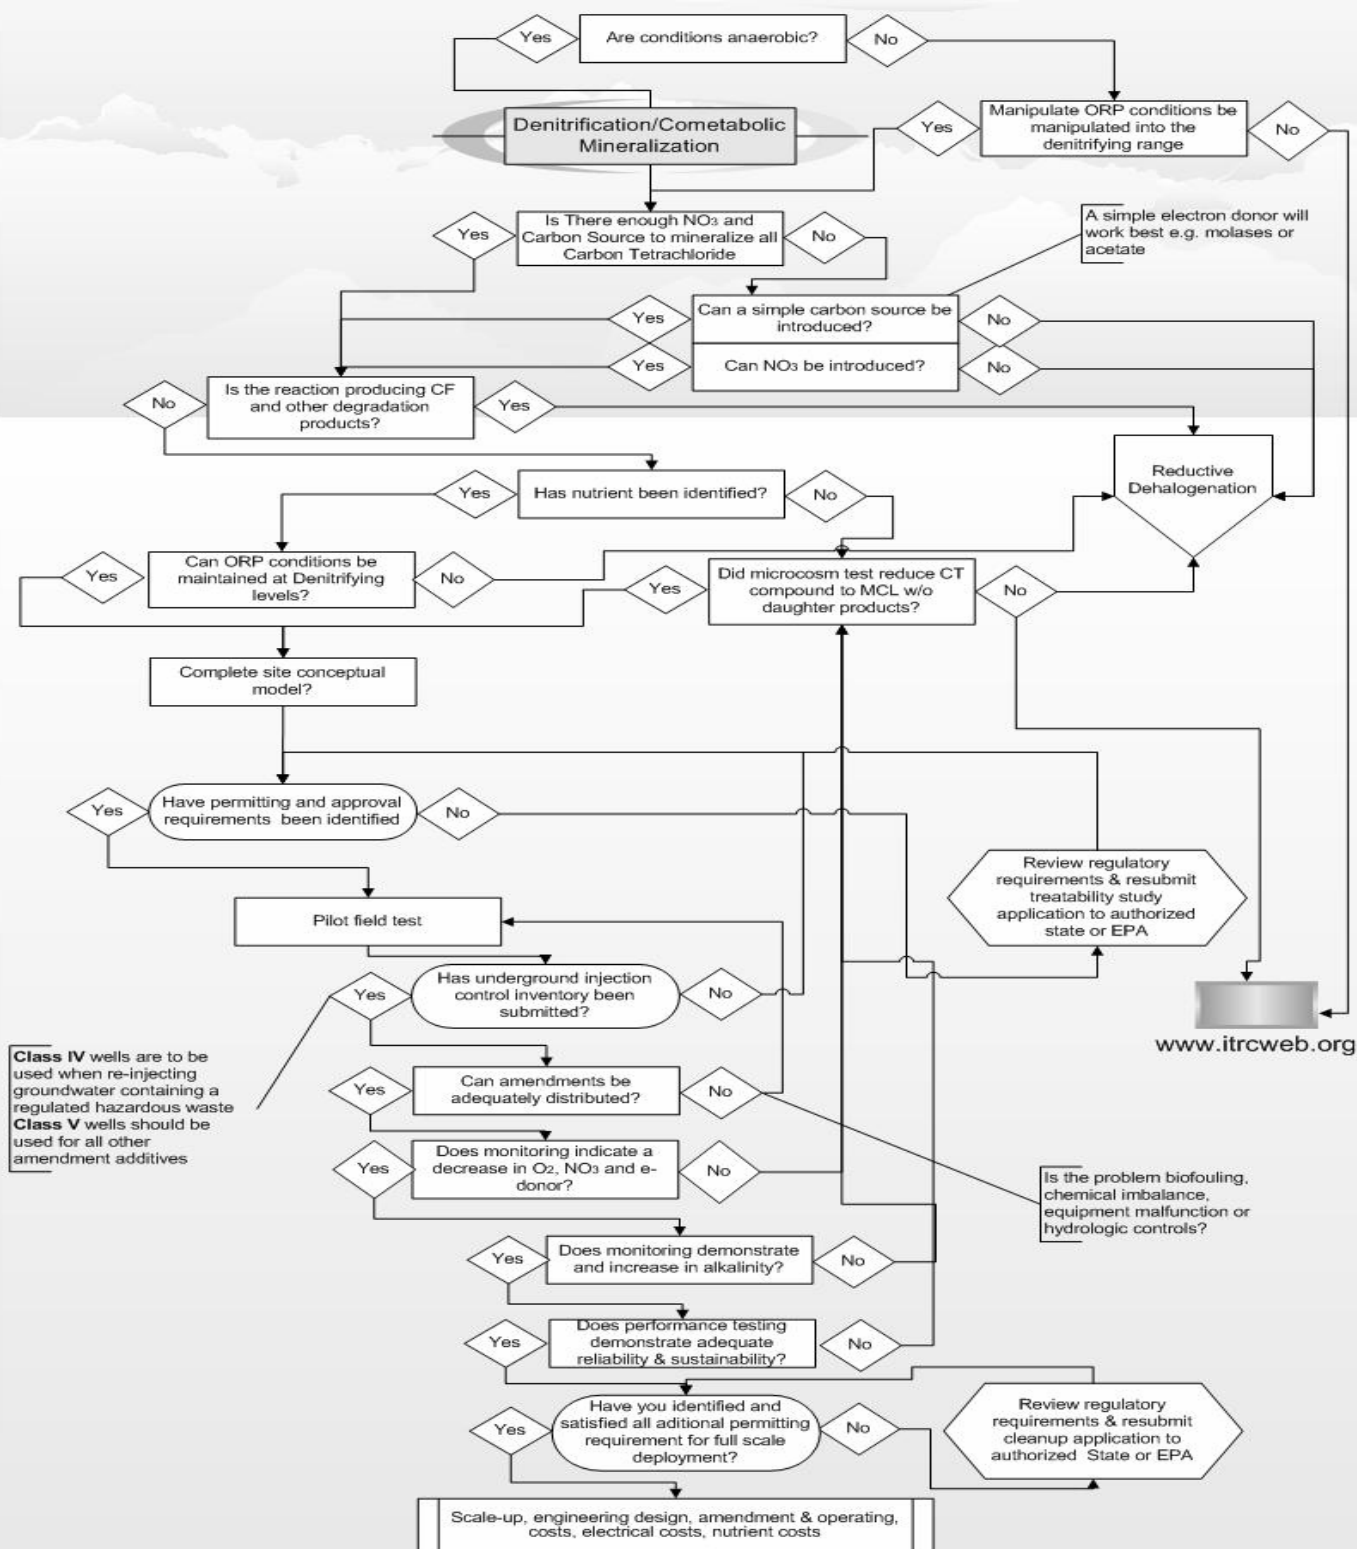 Yes
Are conditions anaerobic?
No
Denitrification/Cometabolic
Mineralization
Yes
Manipulate ORP conditions be
manipulated into the
denitrifying range
No
Yes
Is There enough NO3 and
Carbon Source to mineralize all
Carbon Tetrachloride
No
A simple electron donor will
work best e.g. molases or
acetate
Yes
Can a simple carbon source be
introduced?
No
Yes
Can NO3 be introduced?
No
No
Is the reaction producing CF
and other degradation
products?
Yes
Reductive
Dehalogenation
Yes
Has nutrient been identified?
No
Yes
Can ORP conditions be
maintained at Denitrifying
levels?
No
Yes
Did microcosm test reduce CT
compound to MCL w/o
daughter products?
No
Complete site conceptual
model?
Yes
Have permitting and approval
requirements been identified
No
Review regulatory
requirements & resubmit
treatability study
application to authorized
state or EPA
Pilot field test
Yes
Has underground injection
control inventory been
submitted?
No
www.itrcweb.org
Class IV wells are to be
used when re-injecting
groundwater containing a
regulated hazardous waste
Class V wells should be
used for all other
amendment additives
Yes
Can amendments be
adequately distributed?
No
Yes
Does monitoring indicate a
decrease in O2, NO3 and e-
donor?
No
Is the problem biofouling,
chemical imbalance,
equipment malfunction or
hydrologic controls?
Yes
Does monitoring demonstrate
and increase in alkalinity?
No
Yes
Does performance testing
demonstrate adequate
reliability & sustainability?
No
Yes
Have you identified and
satisfied all aditional permitting
requirement for full scale
deployment?
No
Review regulatory
requirements & resubmit
cleanup application to
authorized State or EPA
Scale-up, engineering design, amendment & operating,
costs, electrical costs, nutrient costs